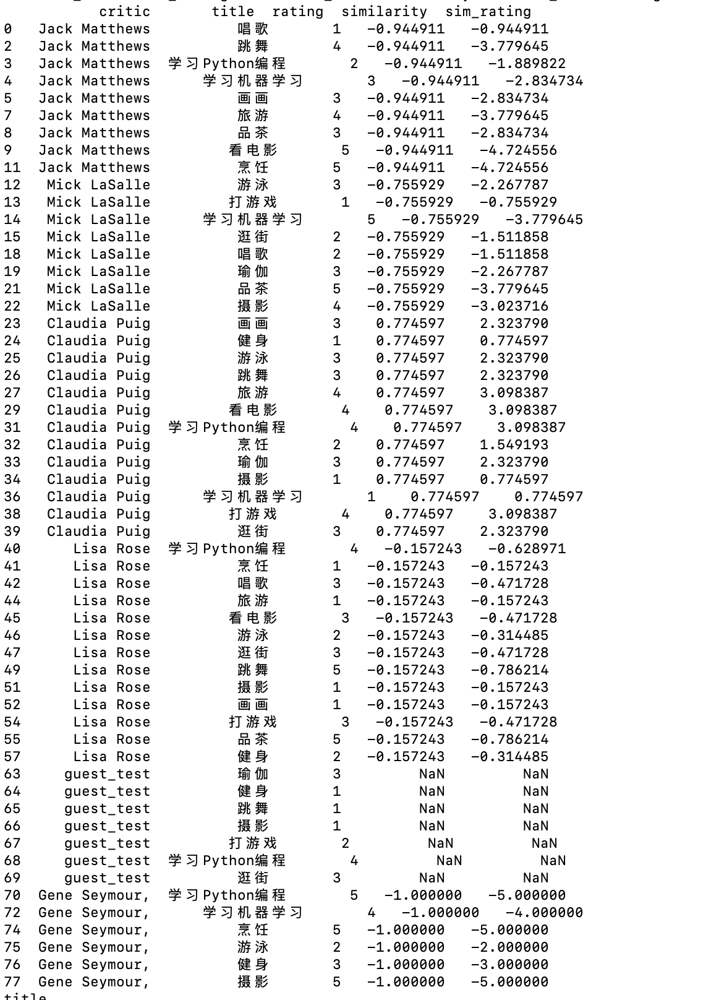 critic title rating similarity sim_rating
0 Jack Matthews 唱歌 1 -0.944911 -0.944911
2 Jack Matthews 跳舞 4 -0.944911 -3.779645
3 Jack Matthews 学习Python编程 2 -0.944911 -1.889822
4 Jack Matthews 学习机器学习 3 -0.944911 -2.834734
5 Jack Matthews 画画 3 -0.944911 -2.834734
7 Jack Matthews 旅游 4 -0.944911 -3.779645
8 Jack Matthews 品茶 3 -0.944911 -2.834734
9 Jack Matthews 看电影 5 -0.944911 -4.724556
11 Jack Matthews 烹饪 5 -0.944911 -4.724556
12 Mick LaSalle 游泳 3 -0.755929 -2.267787
13 Mick LaSalle 打游戏 1 -0.755929 -0.755929
14 Mick LaSalle 学习机器学习 5 -0.755929 -3.779645
15 Mick LaSalle 逛街 2 -0.755929 -1.511858
18 Mick LaSalle 唱歌 2 -0.755929 -1.511858
19 Mick LaSalle 瑜伽 3 -0.755929 -2.267787
21 Mick LaSalle 品茶 5 -0.755929 -3.779645
22 Mick LaSalle 摄影 4 -0.755929 -3.023716
23 Claudia Puig 画画 3 0.774597 2.323790
24 Claudia Puig 健身 1 0.774597 0.774597
25 Claudia Puig 游泳 3 0.774597 2.323790
26 Claudia Puig 跳舞 3 0.774597 2.323790
27 Claudia Puig 旅游 4 0.774597 3.098387
29 Claudia Puig 看电影 4 0.774597 3.098387
31 Claudia Puig 学习Python编程 4 0.774597 3.098387
32 Claudia Puig 烹饪 2 0.774597 1.549193
33 Claudia Puig 瑜伽 3 0.774597 2.323790
34 Claudia Puig 摄影 1 0.774597 0.774597
36 Claudia Puig 学习机器学习 1 0.774597 0.774597
38 Claudia Puig 打游戏 4 0.774597 3.098387
39 Claudia Puig 逛街 3 0.774597 2.323790
40 Lisa Rose 学习Python编程 4 -0.157243 -0.628971
41 Lisa Rose 烹饪 1 -0.157243 -0.157243
42 Lisa Rose 唱歌 3 -0.157243 -0.471728
44 Lisa Rose 旅游 1 -0.157243 -0.157243
45 Lisa Rose 看电影 3 -0.157243 -0.471728
46 Lisa Rose 游泳 2 -0.157243 -0.314485
47 Lisa Rose 逛街 3 -0.157243 -0.471728
49 Lisa Rose 跳舞 5 -0.157243 -0.786214
51 Lisa Rose 摄影 1 -0.157243 -0.157243
52 Lisa Rose 画画 1 -0.157243 -0.157243
54 Lisa Rose 打游戏 3 -0.157243 -0.471728
55 Lisa Rose 品茶 5 -0.157243 -0.786214
57 Lisa Rose 健身 2 -0.157243 -0.314485
63 guest_test 瑜伽 3 NaN NaN
64 guest_test 健身 1 NaN NaN
65 guest_test 跳舞 1 NaN NaN
66 guest_test 摄影 1 NaN NaN
67 guest_test 打游戏 2 NaN NaN
68 guest_test 学习Python编程 4 NaN NaN
69 guest_test 逛街 3 NaN NaN
70 Gene Seymour, 学习Python编程 5 -1.000000 -5.000000
72 Gene Seymour, 学习机器学习 4 -1.000000 -4.000000
74 Gene Seymour, 烹饪 5 -1.000000 -5.000000
75 Gene Seymour, 游泳 2 -1.000000 -2.000000
76 Gene Seymour, 健身 3 -1.000000 -3.000000
77 Gene Seymour, 摄影 5 -1.000000 -5.000000
title